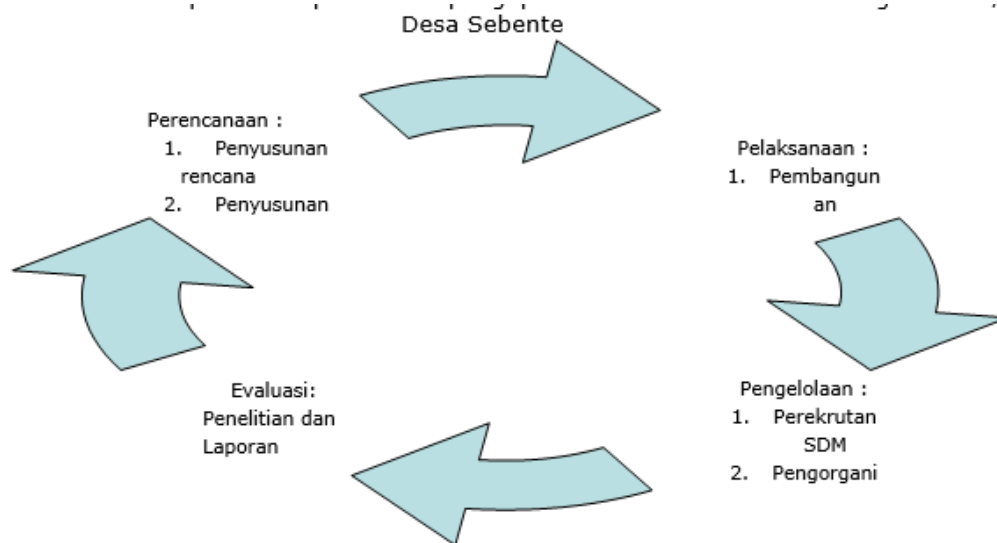 Desa Sebente
Perencanaan :
1. Penyusunan
rencana
2. Penyusunan
Pelaksanaan :
1. Pembangun
an
Pengelolaan :
1. Perekrutan
SDM
2. Pengorgani
Evaluasi:
Penelitian dan
Laporan